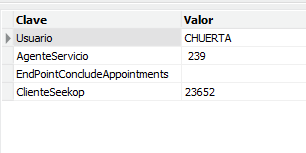 Clave Valor
Usuario CHUERTA
AgenteServicio 239
EndPointConcludeAppointments
ClienteSeekop 23652